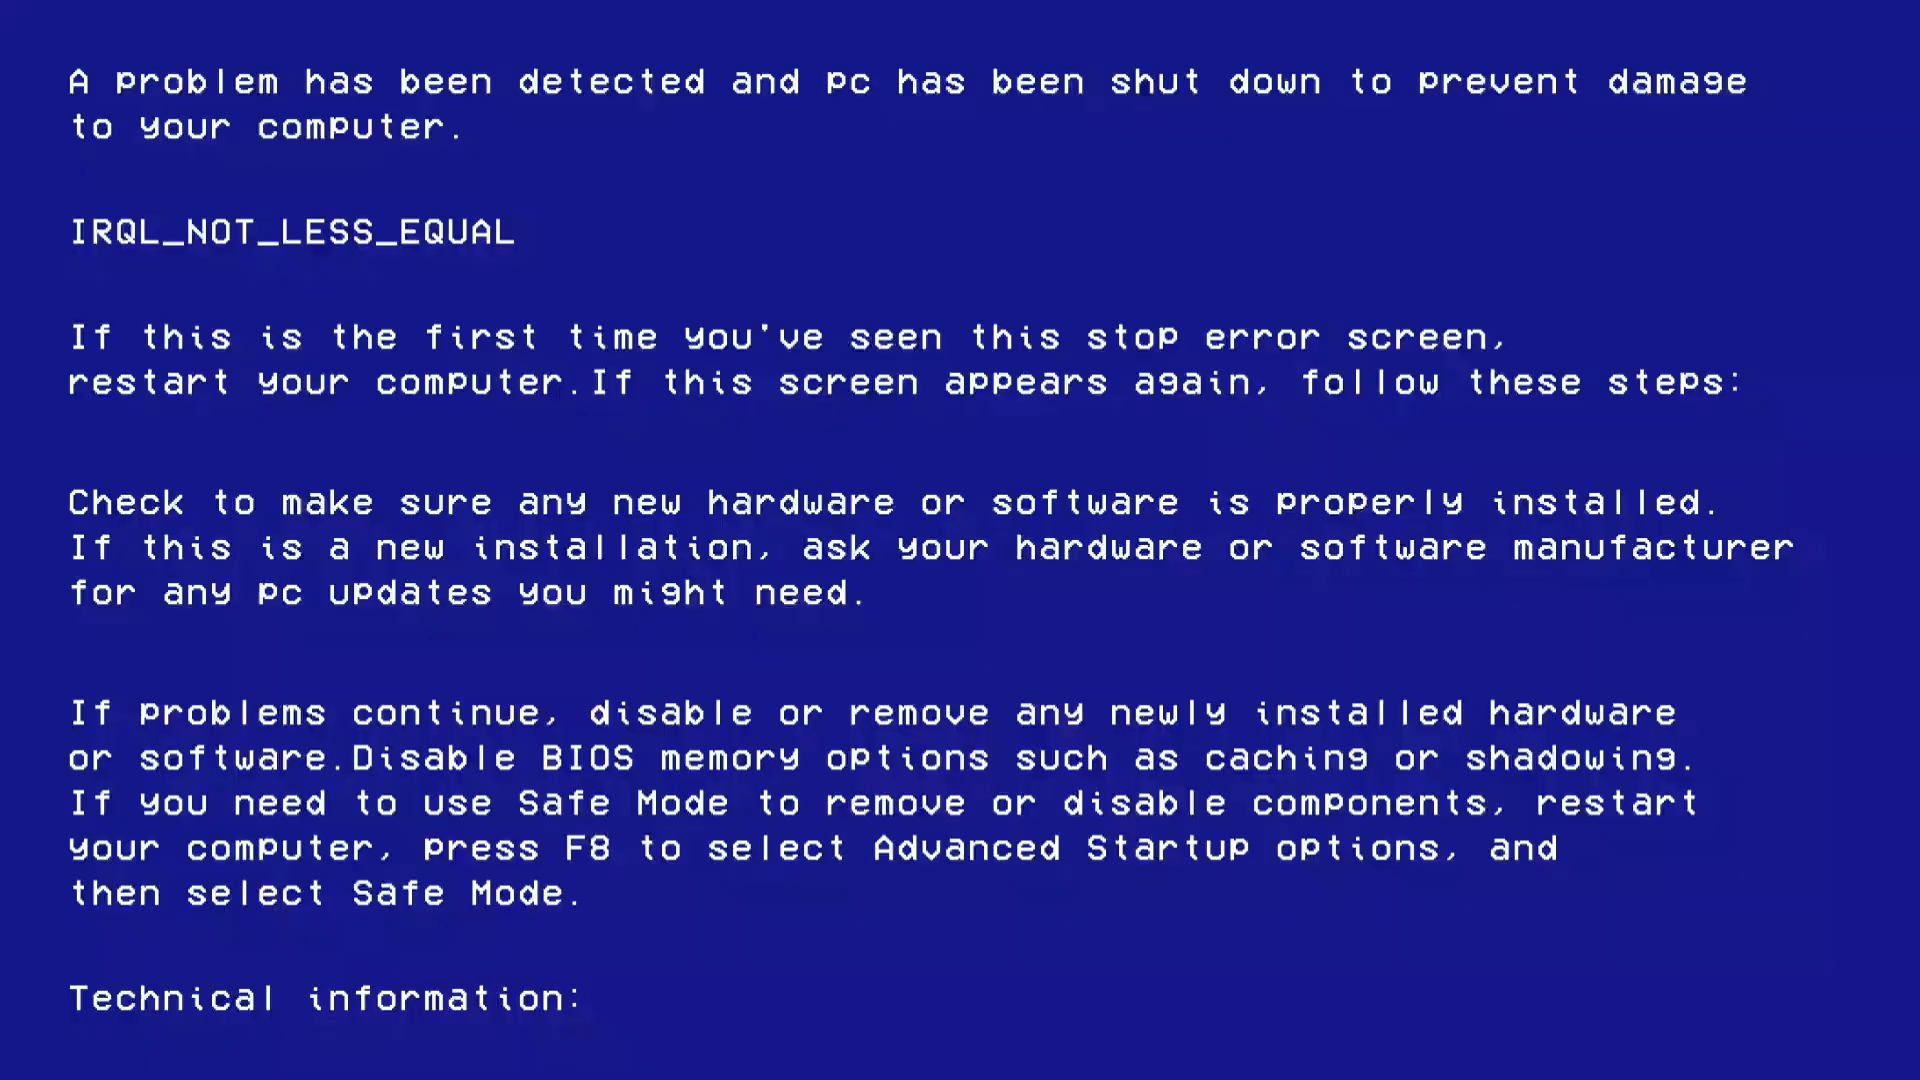 A problem has been detected and pc has been shut down to prevent damage
to your computer.
IRQL_NOT_LESS_EQUAL
If this is the first time you've seen this stop error screen,
restart your computer.If this screen appears again, follow these steps:
Check to make sure any new hardware or software is properly installed.
If this is a new installation, ask your hardware or software manufacturer
for any pc updates you might need.
If problems continue, disable or remove any newly installed hardware
or software.Disable BIOS memory options such as caching or shadowing.
If you need to use Safe Mode to remove or disable components, restart
your computer, press F8 to select Advanced Startup options, and
then select Safe Mode.
Technical information: